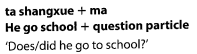 ta shangxue + ma
He go school + question particle
‘Does/did he go to school?’